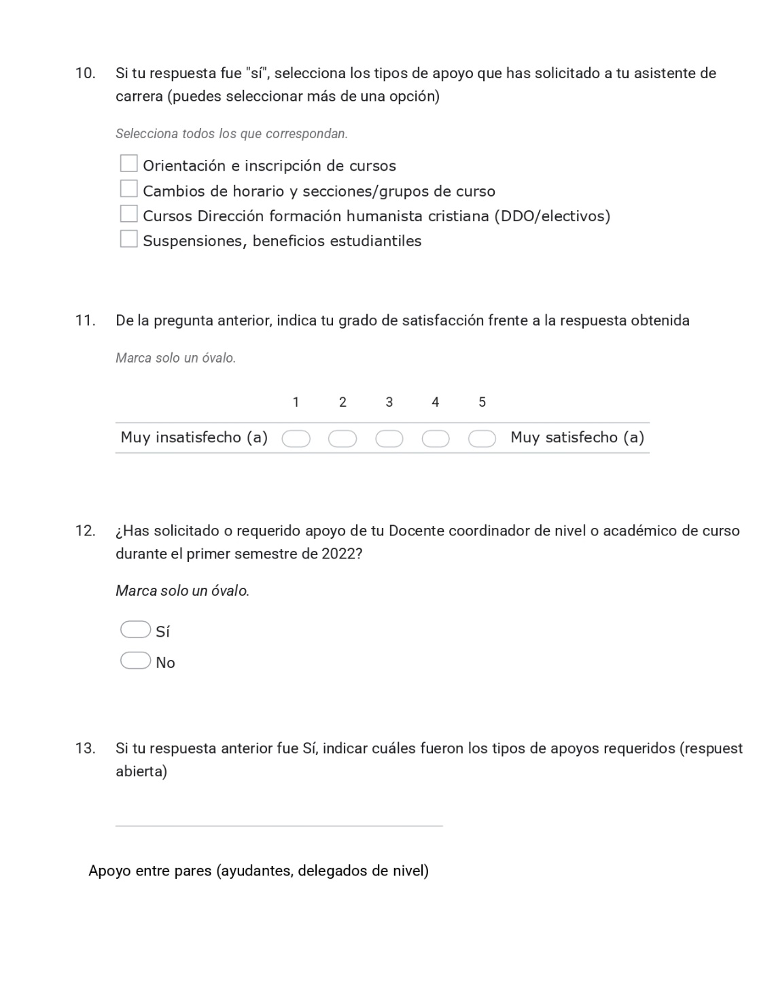 10. Si tu respuesta fue "sí", selecciona los tipos de apoyo que has solicitado a tu asistente de
carrera (puedes seleccionar más de una opción)
Selecciona todos los que correspondan.
Orientación e inscripción de cursos
Cambios de horario y secciones/grupos de curso
Cursos Dirección formación humanista cristiana (DDO/electivos)
Suspensiones, beneficios estudiantiles
11. De la pregunta anterior, indica tu grado de satisfacción frente a la respuesta obtenida
Marca solo un óvalo.
1 2 3 4 5
Muy insatisfecho (a) Muy satisfecho (a)
12. ¿Has solicitado o requerido apoyo de tu Docente coordinador de nivel o académico de curso
durante el primer semestre de 2022?
Marca solo un óvalo.
Sí
No
13. Si tu respuesta anterior fue Sí, indicar cuáles fueron los tipos de apoyos requeridos (respuest
abierta)
Apoyo entre pares (ayudantes, delegados de nivel)